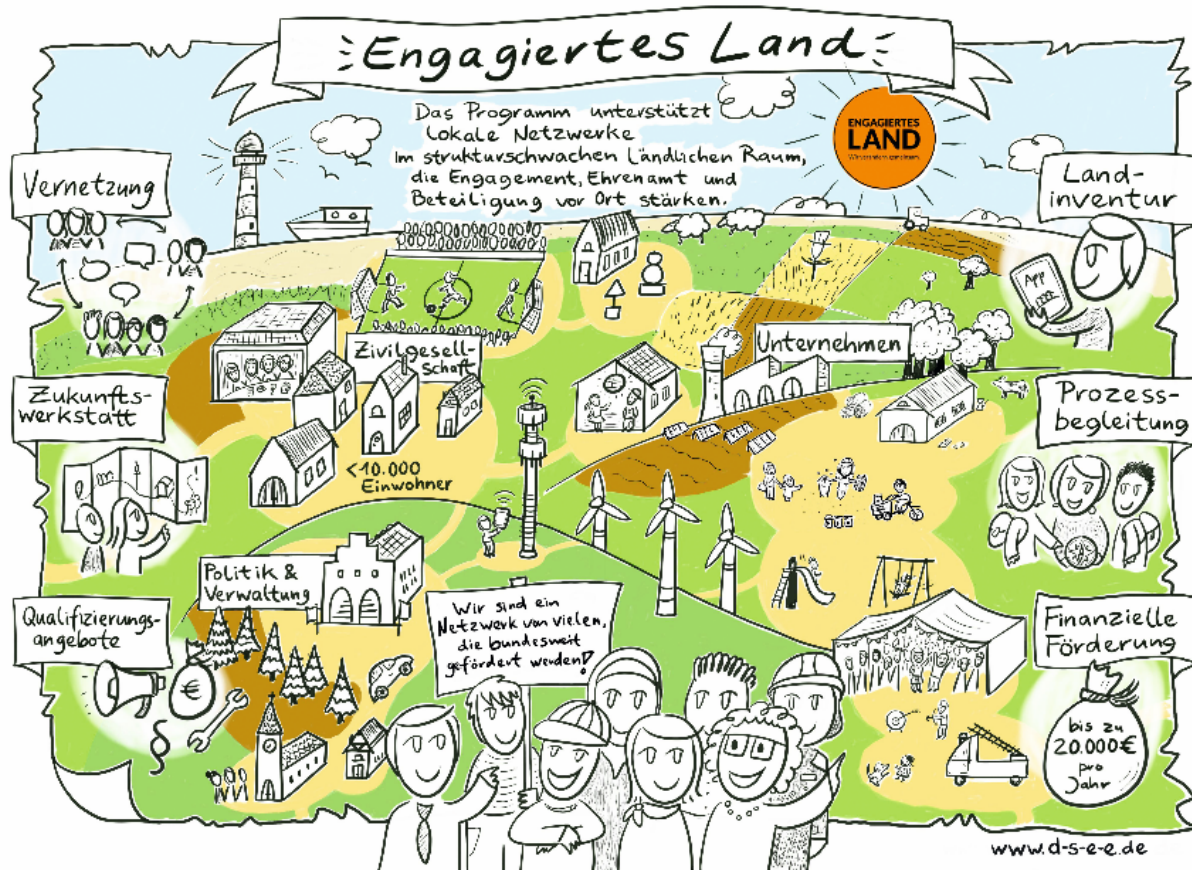 Engagiertes Land
Das Programm unterstützt
lokale Netzwerke
im strukturschwachen ländlichen Raum,
die Engagement, Ehrenamt und
Beteiligung vor Ort stärken.
ENGAGIERTES
LAND
Vernetzung
Land-
inventur
App
Zivilgesell-
schaft
Unternehmen
Zukunfts-
werkstatt
Prozess-
begleitung
<10.000
Einwohner
Politik &
Verwaltung
Wir sind ein
Netzwerk von vielen,
die bundesweit
gefördert werden!
Qualifizierungs-
angebote
€
Finanzielle
Förderung
bis zu
20.000€
pro
Jahr
www.d-s-e-e.de